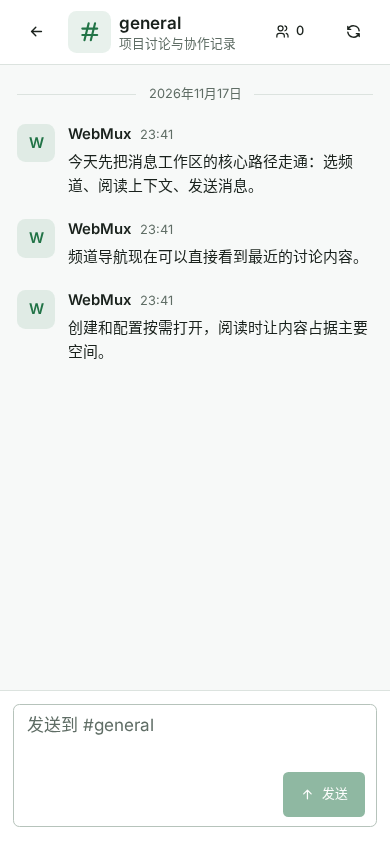 general
项目讨论与协作记录
0
2026年11月17日
W
WebMux 23:41
今天先把消息工作区的核心路径走通：选频
道、阅读上下文、发送消息。
W
WebMux 23:41
频道导航现在可以直接看到最近的讨论内容。
W
WebMux 23:41
创建和配置按需打开，阅读时让内容占据主要
空间。
发送到 #general
发送